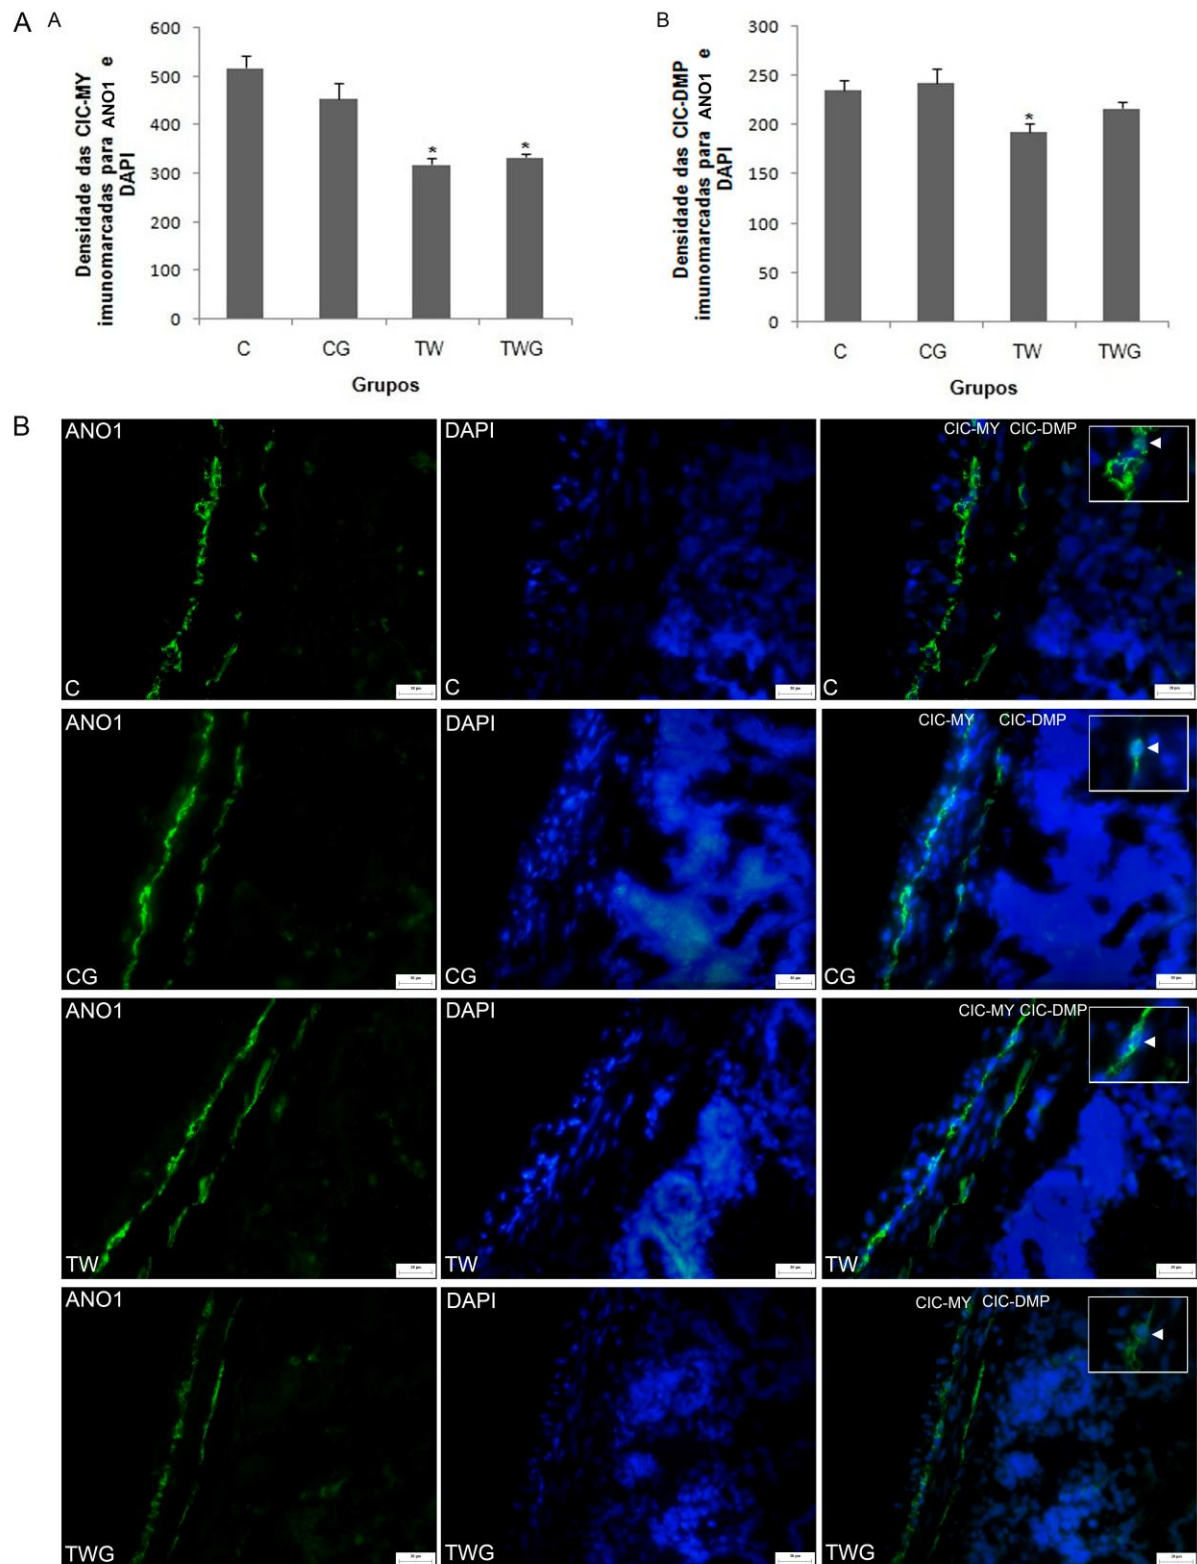 A
A
Densidade das CIC-MY
imunomarcadas para ANO1 e
DAPI
600
500
400
300
200
100
0
*
*
C
CG
TW
TWG
Grupos
B
Densidade das CIC-DMP
imunomarcadas para ANO1 e
DAPI
300
250
200
150
100
50
0
*
C
CG
TW
TWG
Grupos
B
ANO1
C
DAPI
C
CIC-MY CIC-DMP
C
ANO1
CG
DAPI
CG
CIC-MY CIC-DMP
CG
ANO1
TW
DAPI
TW
CIC-MY CIC-DMP
TW
ANO1
TWG
DAPI
TWG
CIC-MY CIC-DMP
TWG